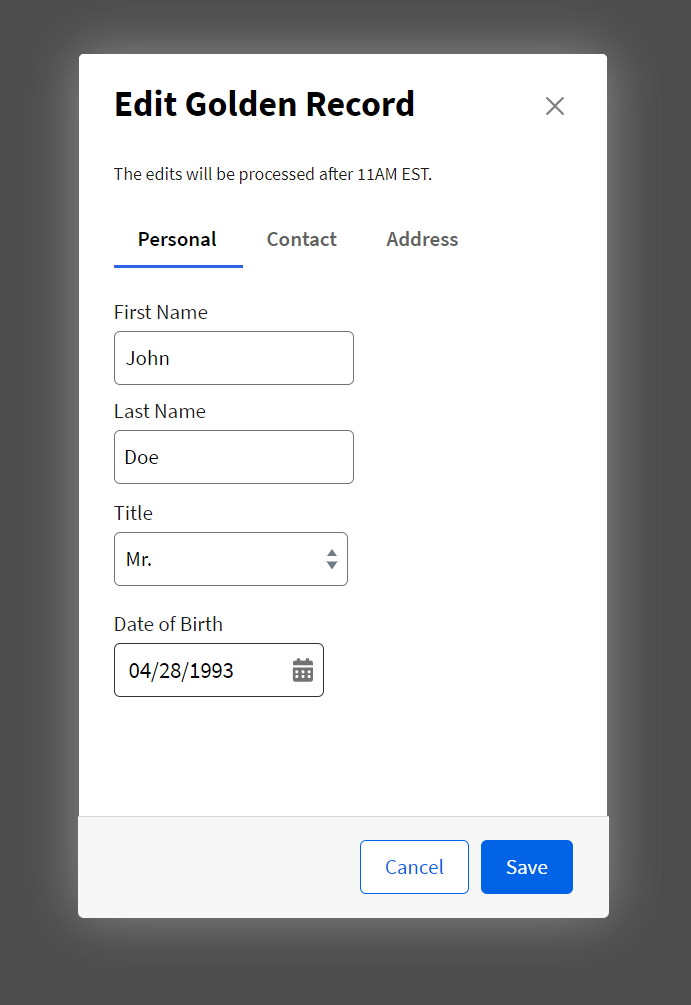 Edit Golden Record
The edits will be processed after 11AM EST.
Personal Contact Address
First Name
John
Last Name
Doe
Title
Mr.
Date of Birth
04/28/1993
Cancel Save